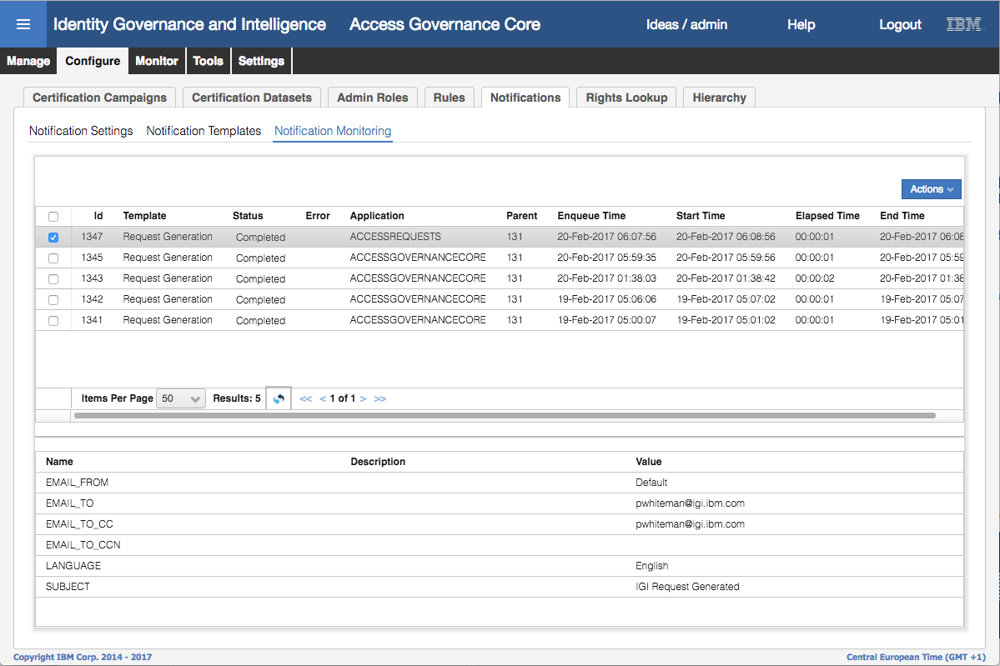 Identity Governance and Intelligence Access Governance Core Ideas / admin Help Logout IBM
Manage Configure Monitor Tools Settings
Certification Campaigns Certification Datasets Admin Roles Rules Notifications Rights Lookup Hierarchy
Notification Settings Notification Templates Notification Monitoring
Actions
Id Template Status Error Application Parent Enqueue Time Start Time Elapsed Time End Time
1347 Request Generation Completed ACCESSREQUESTS 131 20-Feb-2017 06:07:56 20-Feb-2017 06:08:56 00:00:01 20-Feb-2017 06:08
1345 Request Generation Completed ACCESSGOVERNANCECORE 131 20-Feb-2017 05:59:35 20-Feb-2017 05:59:56 00:00:01 20-Feb-2017 05:59
1343 Request Generation Completed ACCESSGOVERNANCECORE 131 20-Feb-2017 01:38:03 20-Feb-2017 01:38:42 00:00:02 20-Feb-2017 01:38
1342 Request Generation Completed ACCESSGOVERNANCECORE 131 19-Feb-2017 05:06:06 19-Feb-2017 05:07:02 00:00:01 19-Feb-2017 05:07
1341 Request Generation Completed ACCESSGOVERNANCECORE 131 19-Feb-2017 05:00:07 19-Feb-2017 05:01:02 00:00:01 19-Feb-2017 05:01
Items Per Page 50 Results: 5 << < 1 of 1 > >>
Name Description Value
EMAIL_FROM Default
EMAIL_TO pwhiteman@igi.ibm.com
EMAIL_TO_CC pwhiteman@igi.ibm.com
EMAIL_TO_CCN
LANGUAGE English
SUBJECT IGI Request Generated
Copyright IBM Corp. 2014 - 2017 Central European Time (GMT +1)